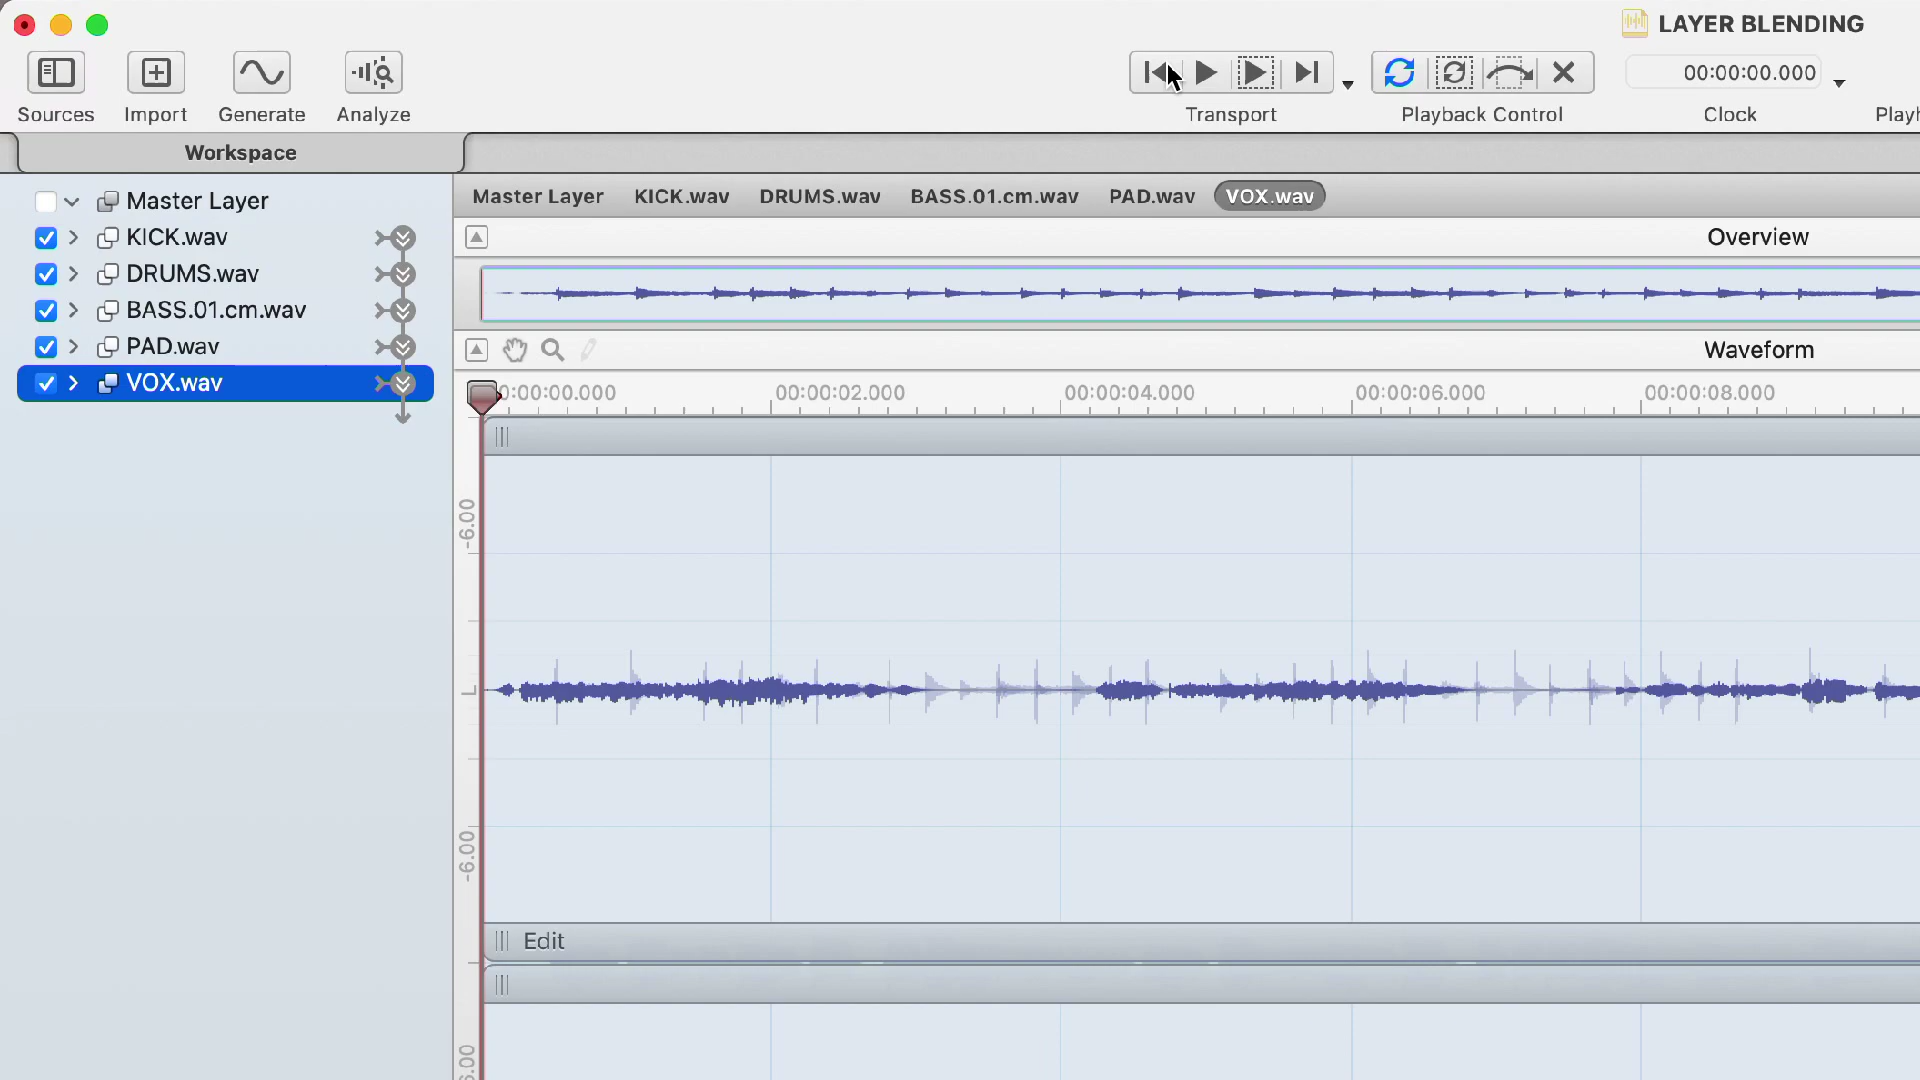 LAYER BLENDING
Sources Import Generate Analyze Transport Playback Control 00:00:00.000 Clock
Workspace
Master Layer
KICK.wav
DRUMS.wav
BASS.01.cm.wav
PAD.wav
VOX.wav
Master Layer KICK.wav DRUMS.wav BASS.01.cm.wav PAD.wav VOX.wav
Overview
Waveform
0:00:00.000 00:00:02.000 00:00:04.000 00:00:06.000 00:00:08.000
-6.00
L
-6.00
Edit